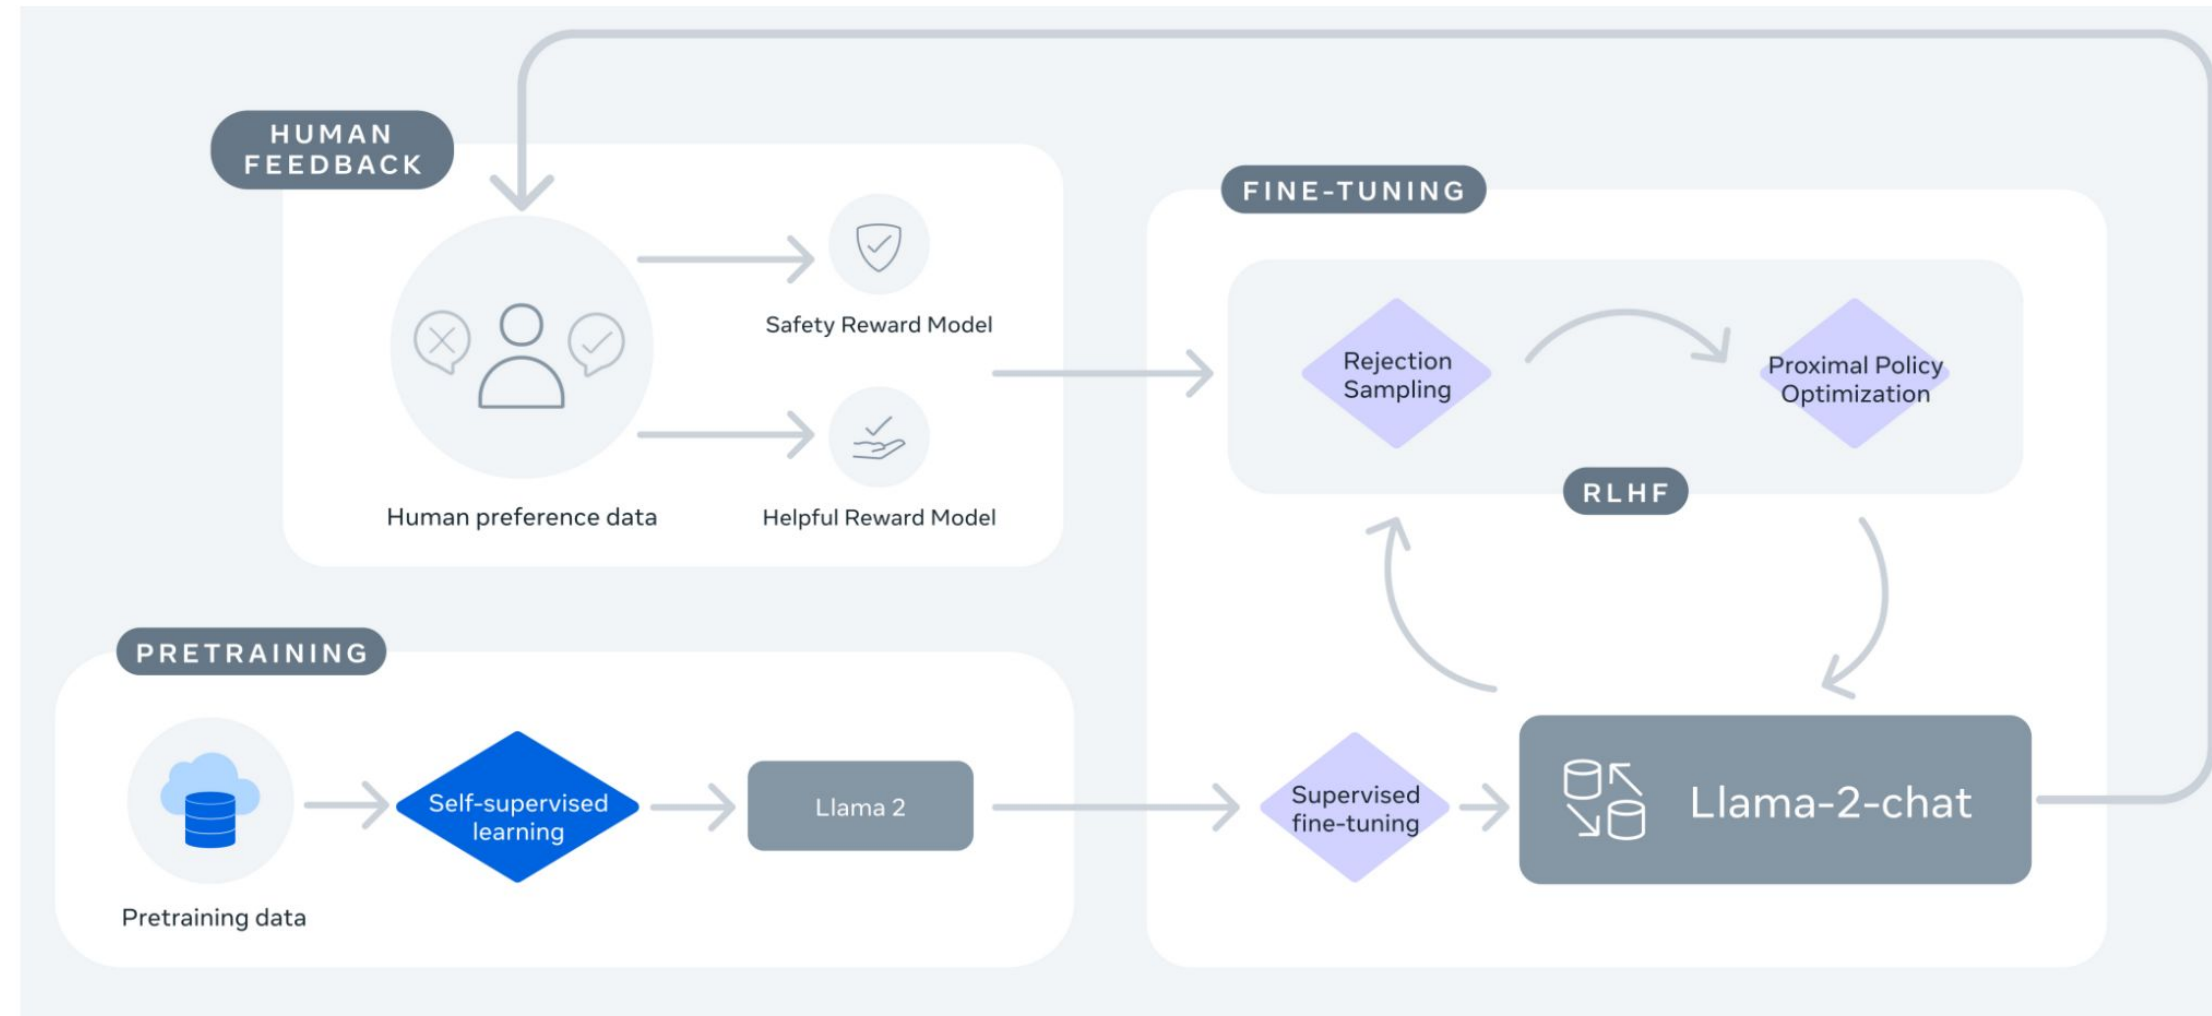 HUMAN
FEEDBACK
Safety Reward Model
Human preference data
Helpful Reward Model
FINE-TUNING
Rejection
Sampling
Proximal Policy
Optimization
RLHF
PRETRAINING
Self-supervised
learning
Llama 2
Pretraining data
Supervised
fine-tuning
Llama-2-chat